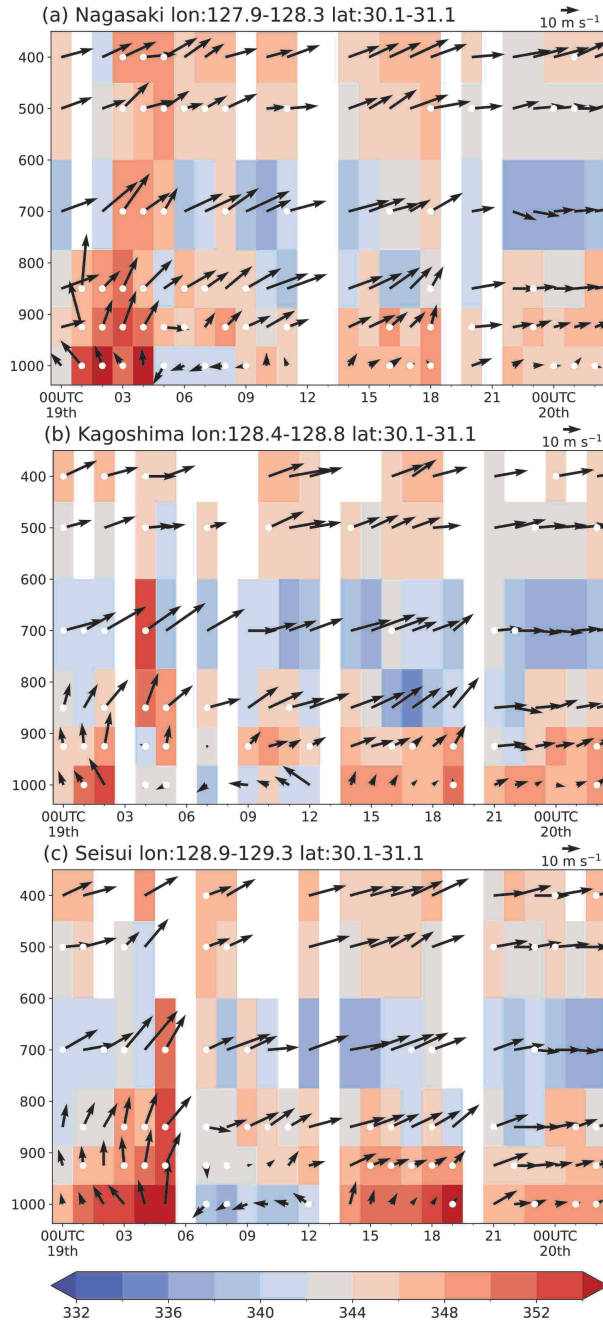 (a) Nagasaki lon:127.9-128.3 lat:30.1-31.1
10 m s⁻¹
400
500
600
700
800
900
1000
00UTC 03 06 09 12 15 18 21 00UTC
19th 20th
(b) Kagoshima lon:128.4-128.8 lat:30.1-31.1
10 m s⁻¹
400
500
600
700
800
900
1000
00UTC 03 06 09 12 15 18 21 00UTC
19th 20th
(c) Seisui lon:128.9-129.3 lat:30.1-31.1
10 m s⁻¹
400
500
600
700
800
900
1000
00UTC 03 06 09 12 15 18 21 00UTC
19th 20th
332 336 340 344 348 352